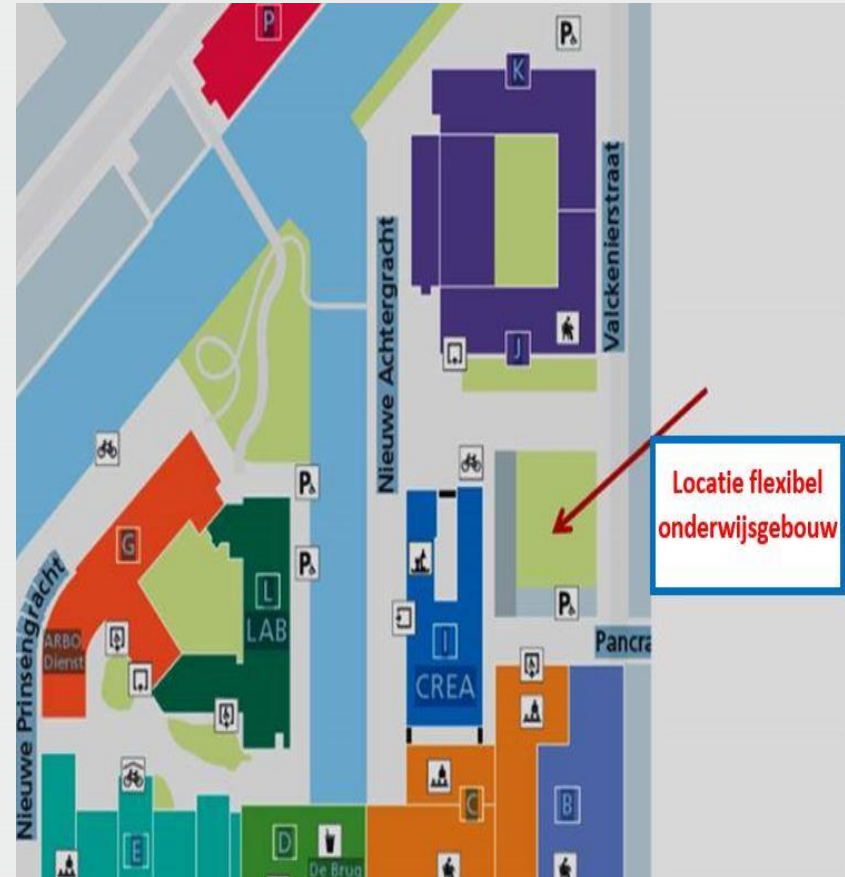 P
P
K
Valckenierstraat
Nieuwe Achtergracht
J
Locatie flexibel
onderwijsgebouw
P
G
P
L
LAB
P
Nieuwe Prinsengracht
ARBO
Dienst
I
CREA
Pancra
C
B
E
D
De Brug